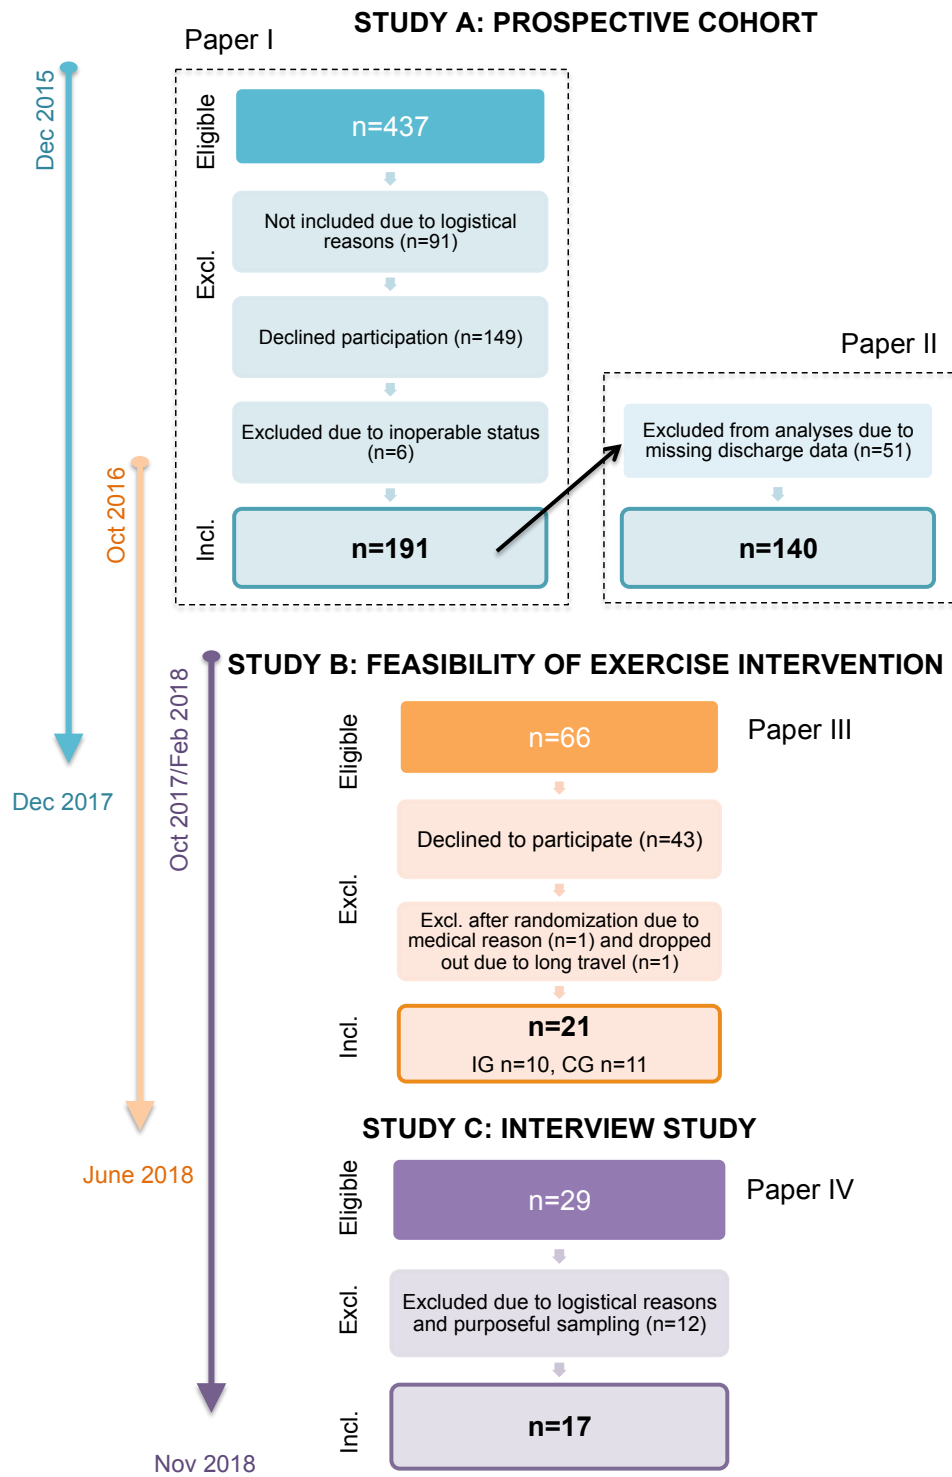 STUDY A: PROSPECTIVE COHORT
Paper I
Dec 2015
Eligible
n=437
Excl.
Not included due to logistical
reasons (n=91)
Declined participation (n=149)
Excluded due to inoperable status
(n=6)
Incl.
n=191
Paper II
Excluded from analyses due to
missing discharge data (n=51)
n=140
Oct 2016
Dec 2017
Oct 2017/Feb 2018
STUDY B: FEASIBILITY OF EXERCISE INTERVENTION
Paper III
Eligible
n=66
Excl.
Declined to participate (n=43)
Excl. after randomization due to
medical reason (n=1) and dropped
out due to long travel (n=1)
Incl.
n=21
IG n=10, CG n=11
June 2018
STUDY C: INTERVIEW STUDY
Paper IV
Eligible
n=29
Excl.
Excluded due to logistical reasons
and purposeful sampling (n=12)
Incl.
n=17
Nov 2018